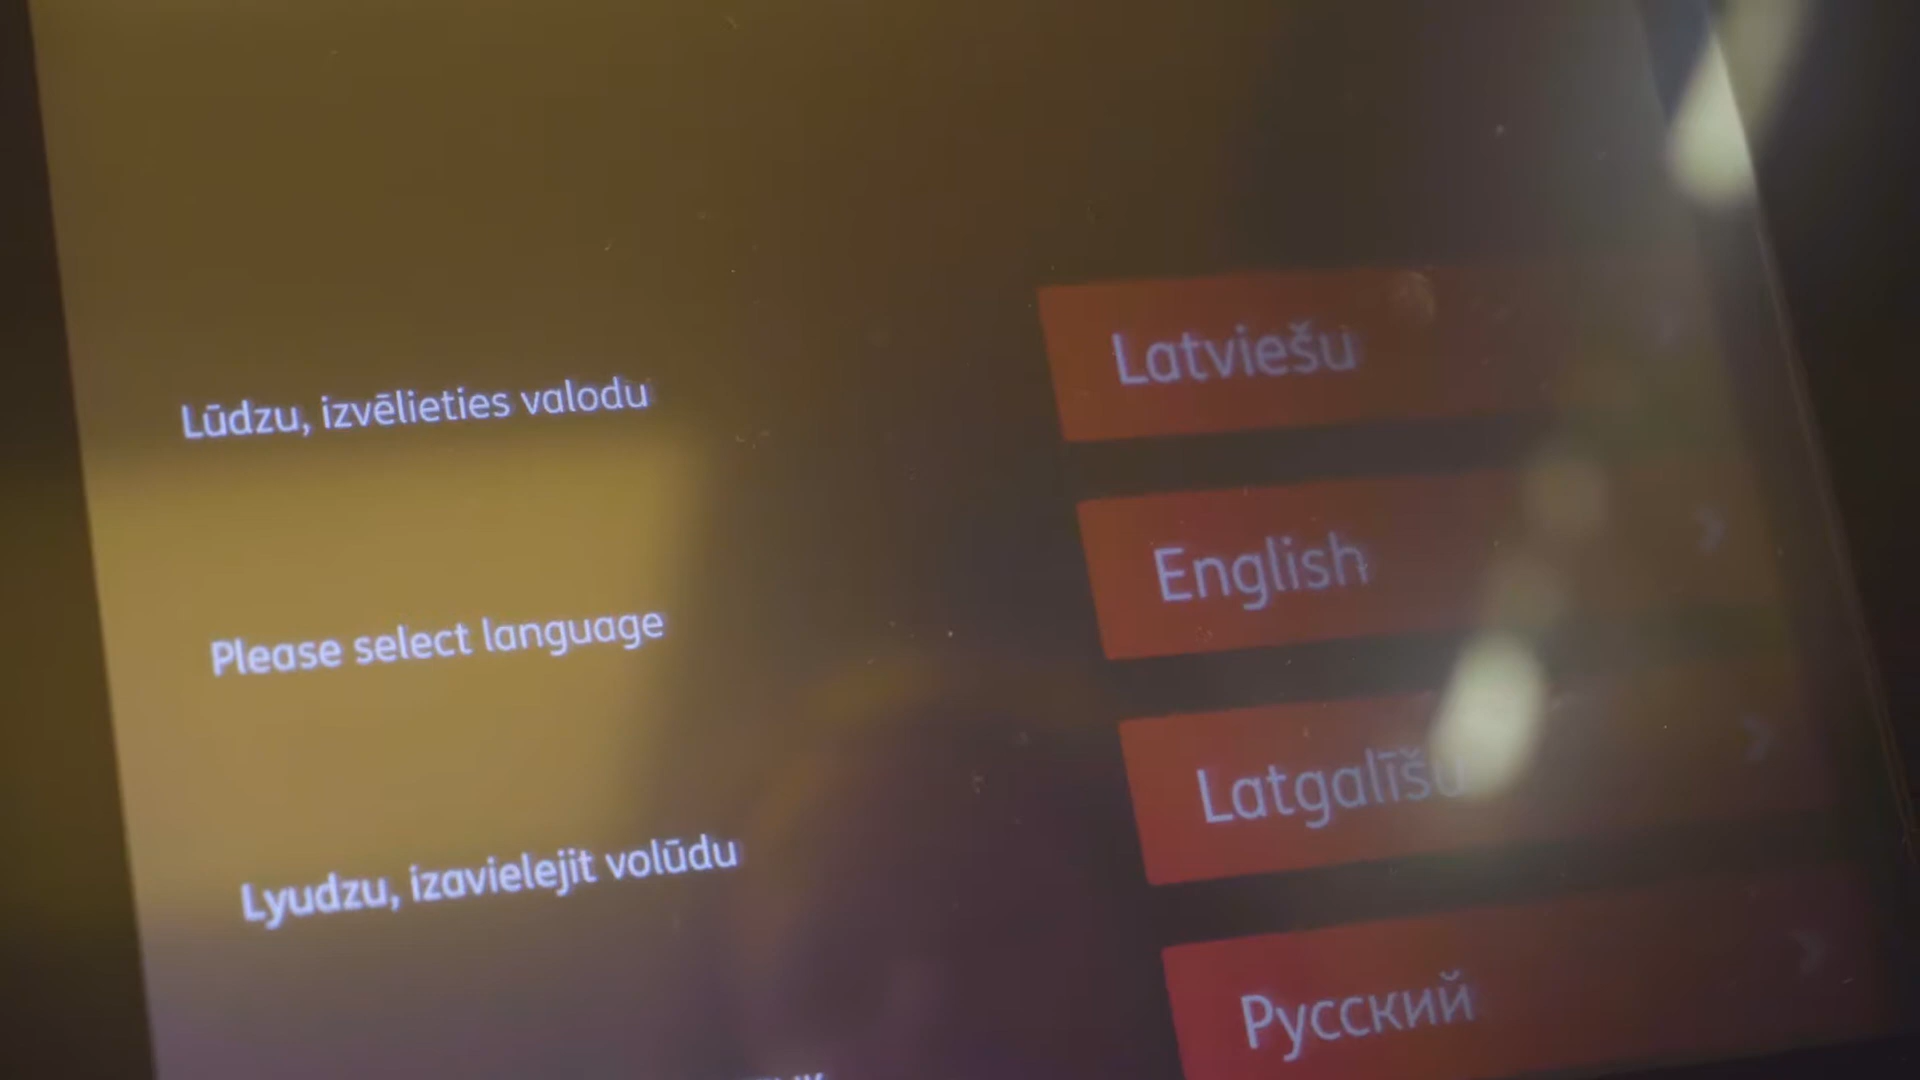 Lūdzu, izvēlieties valodu
Latviešu
Please select language
English
Lyudzu, izavielejit volūdu
Latgalīšu
Русский